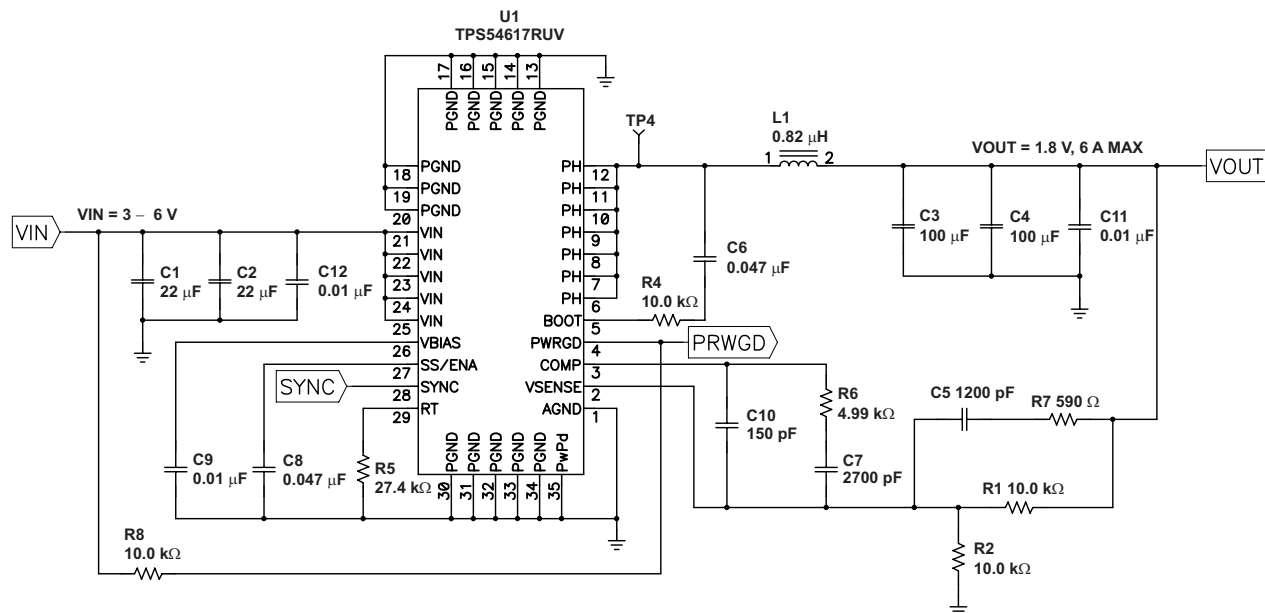 U1
TPS54617RUV
17
16
15
14
13
PGND
PGND
PGND
PGND
PGND
TP4
L1
0.82 μH
1
2
VOUT = 1.8 V, 6 A MAX
VOUT
PGND
18
PGND
19
PGND
20
VIN
21
VIN
22
VIN
23
VIN
24
VIN
25
VBIAS
26
SS/ENA
27
SYNC
28
RT
29
PH
12
PH
11
PH
10
PH
9
PH
8
PH
7
PH
6
BOOT
5
PWRGD
4
COMP
3
VSENSE
2
AGND
1
VIN
VIN = 3 – 6 V
C1
22 μF
C2
22 μF
C12
0.01 μF
C3
100 μF
C4
100 μF
C11
0.01 μF
C6
0.047 μF
R4
10.0 kΩ
PRWGD
SYNC
C10
150 pF
R6
4.99 kΩ
C7
2700 pF
C5 1200 pF
R7 590 Ω
R1 10.0 kΩ
R2
10.0 kΩ
C9
0.01 μF
C8
0.047 μF
R5
27.4 kΩ
PGND
PGND
PGND
PGND
PGND
PwPd
30
31
32
33
34
35
R8
10.0 kΩ